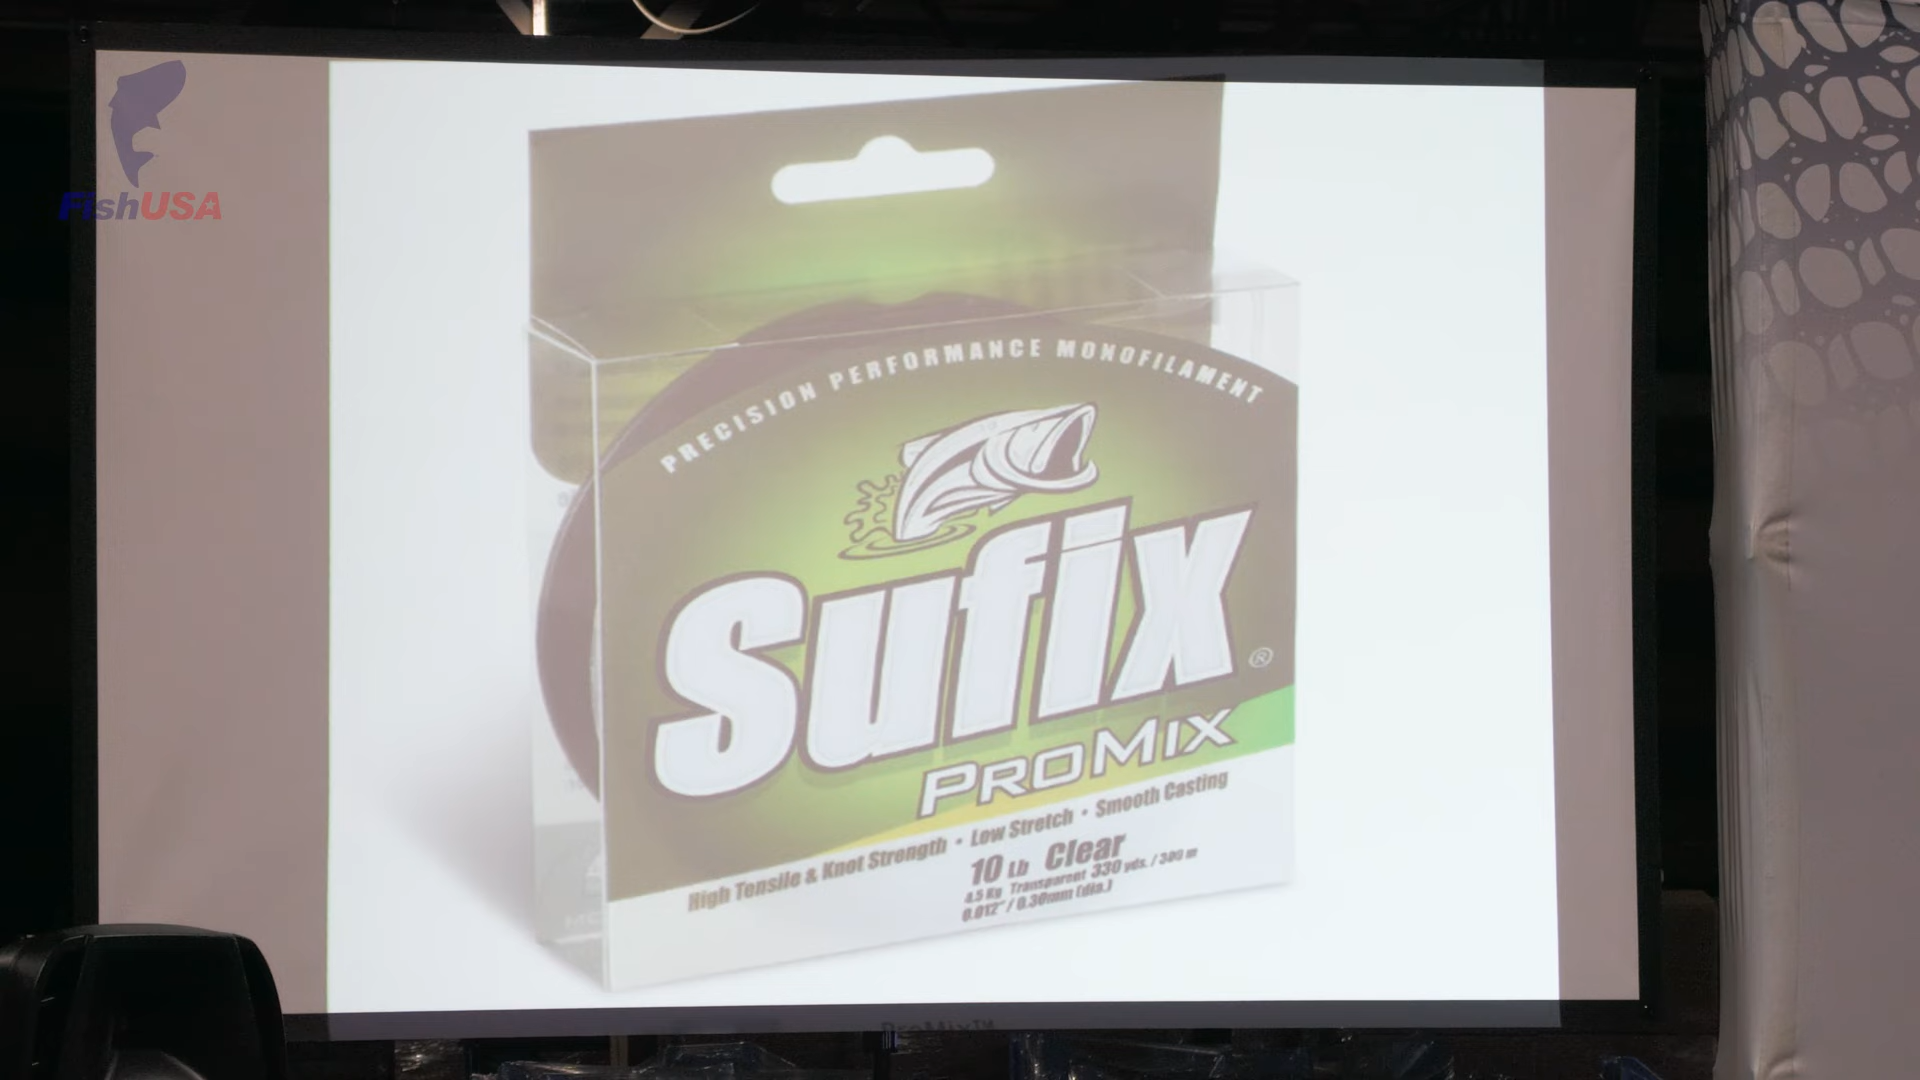 FishUSA
PRECISION PERFORMANCE MONOFILAMENT
Sufix®
PROMIX
High Tensile & Knot Strength • Low Stretch • Smooth Casting
10 Lb Clear
4.5 Kg Transparent 330 yds. / 300 m
0.012" / 0.30mm (dia.)
ProMix™